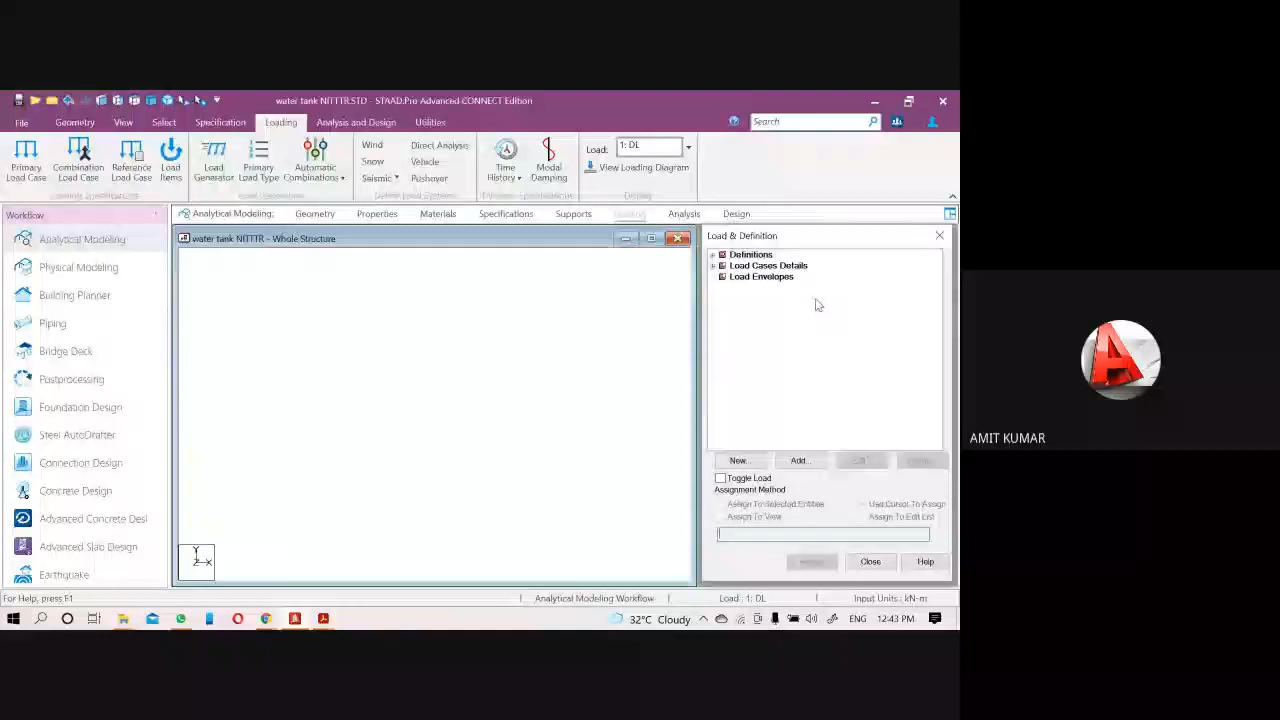 water tank NITTTR.STD - STAAD.Pro Advanced CONNECT Edition
File Geometry View Select Specification Loading Analysis and Design Utilities Search
Primary Load Case
Combination Load Case
Reference Load Case
Load Items
Load Generator
Primary Load Type
Automatic Combinations
Wind
Snow
Seismic
Direct Analysis
Vehicle
Pushover
Time History
Modal Damping
Load: 1: DL
View Loading Diagram
Display
Workflow
Analytical Modeling Geometry Properties Materials Specifications Supports Loading Analysis Design
Analytical Modeling
Physical Modeling
Building Planner
Piping
Bridge Deck
Postprocessing
Foundation Design
Steel AutoDrafter
Connection Design
Concrete Design
Advanced Concrete Desi
Advanced Slab Design
Earthquake
water tank NITTTR - Whole Structure
Y
Z X
Load & Definition
Definitions
Load Cases Details
Load Envelopes
New... Add... Edit...
Toggle Load
Assignment Method
Assign To Selected Entities Use Cursor To Assign
Assign To View Assign To Edit List
Assign Close Help
For Help, press F1 Analytical Modeling Workflow Load : 1: DL Input Units : kN-m
32°C Cloudy ENG 12:43 PM
A
AMIT KUMAR